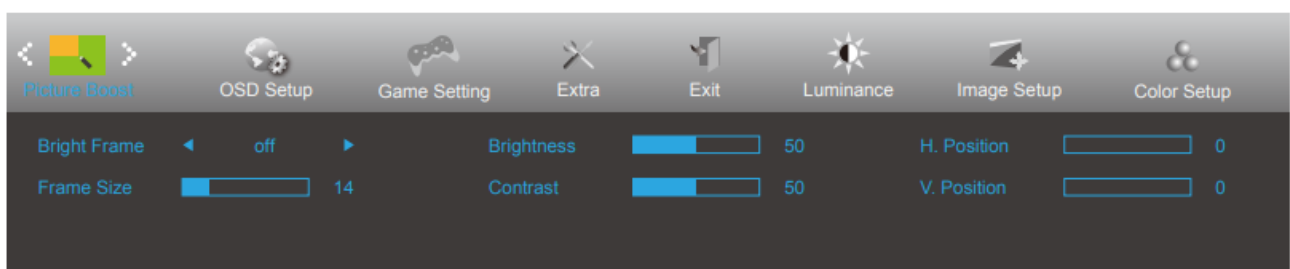 Picture Boost OSD Setup Game Setting Extra Exit Luminance Image Setup Color Setup
Bright Frame off Brightness 50 H. Position 0
Frame Size 14 Contrast 50 V. Position 0